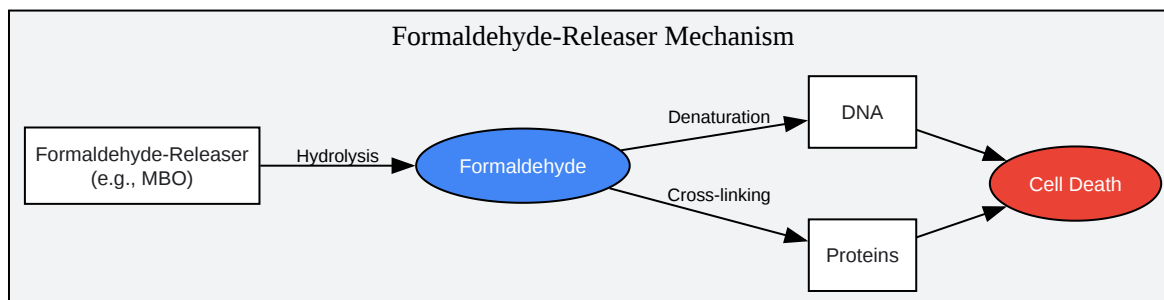 Formaldehyde-Releaser Mechanism
Formaldehyde-Releaser
(e.g., MBO)
Hydrolysis
Formaldehyde
Denaturation
Cross-linking
DNA
Proteins
Cell Death